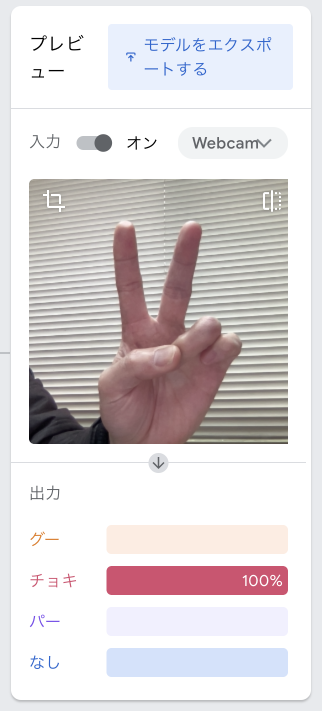 プレビ
ュー
モデルをエクスポ
ートする
入力
オン
Webcam
出力
グー
チョキ
100%
パー
なし